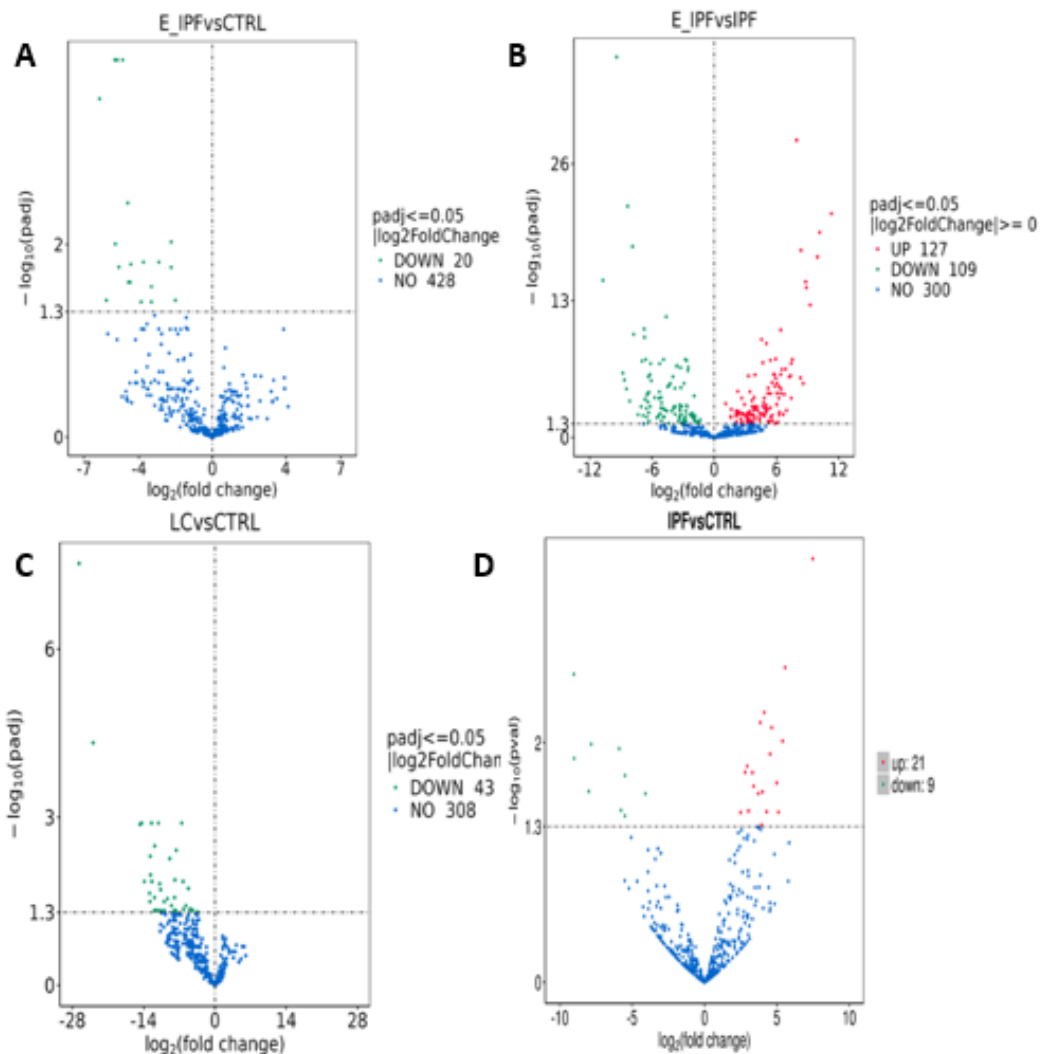 A
E_IPFvsCTRL
− log10(padj)
2
1.3
0
-7
-4
0
4
7
log2(fold change)
padj<=0.05
|log2FoldChange
DOWN 20
NO 428
B
E_IPFvsIPF
− log10(padj)
26
13
1.3
0
-12
-6
0
6
12
log2(fold change)
padj<=0.05
|log2FoldChange|>= 0
UP 127
DOWN 109
NO 300
C
LCvsCTRL
− log10(padj)
6
3
1.3
0
-28
-14
0
14
28
log2(fold change)
padj<=0.05
|log2FoldChan
DOWN 43
NO 308
D
IPFvsCTRL
− log10(pval)
2
1.3
0
-10
-5
0
5
10
log2(fold change)
up: 21
down: 9